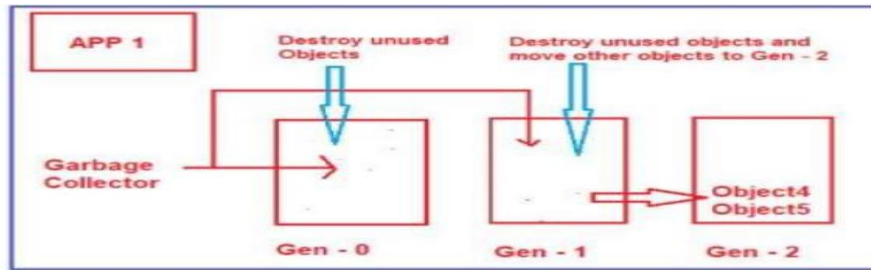 APP 1
Destroy unused
Objects
Destroy unused objects and
move other objects to Gen - 2
Garbage
Collector
Object4
Object5
Gen - 0
Gen - 1
Gen - 2